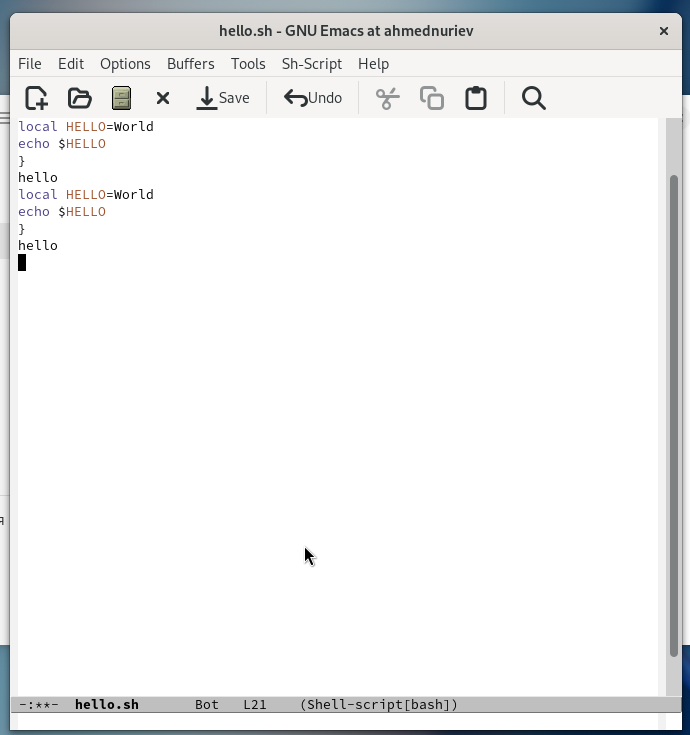 hello.sh - GNU Emacs at ahmednuriev
File Edit Options Buffers Tools Sh-Script Help
Save Undo
local HELLO=World
echo $HELLO
}
hello
local HELLO=World
echo $HELLO
}
hello
я
-:**- hello.sh Bot L21 (Shell-script[bash])